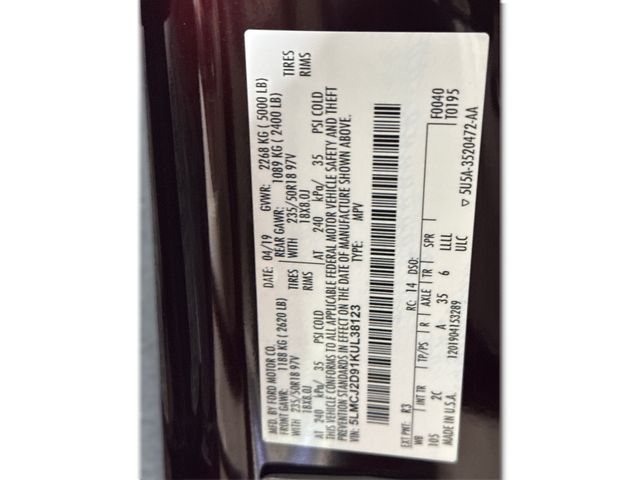 MFD. BY FORD MOTOR CO.
DATE: 04/19 GVWR: 2268 KG ( 5000 LB)
FRONT GAWR: 1188 KG ( 2620 LB) REAR GAWR: 1089 KG ( 2400 LB)
WITH 235/50R18 97V TIRES WITH 235/50R18 97V TIRES
18X8.0J RIMS 18X8.0J RIMS
AT 240 kPa/ 35 PSI COLD AT 240 kPa/ 35 PSI COLD
THIS VEHICLE CONFORMS TO ALL APPLICABLE FEDERAL MOTOR VEHICLE SAFETY AND THEFT
PREVENTION STANDARDS IN EFFECT ON THE DATE OF MANUFACTURE SHOWN ABOVE.
VIN: 5LMCJ2D91KUL38123 TYPE: MPV
F0040
T0195
EXT PNT: R3 RC: 14 DSO:
WB INT TR TP/PS R AXLE TR SPR
105 2C A 35 6 LLLL
MADE IN U.S.A. ULC
1201904153289
▽ 5U5A-3520472-AA